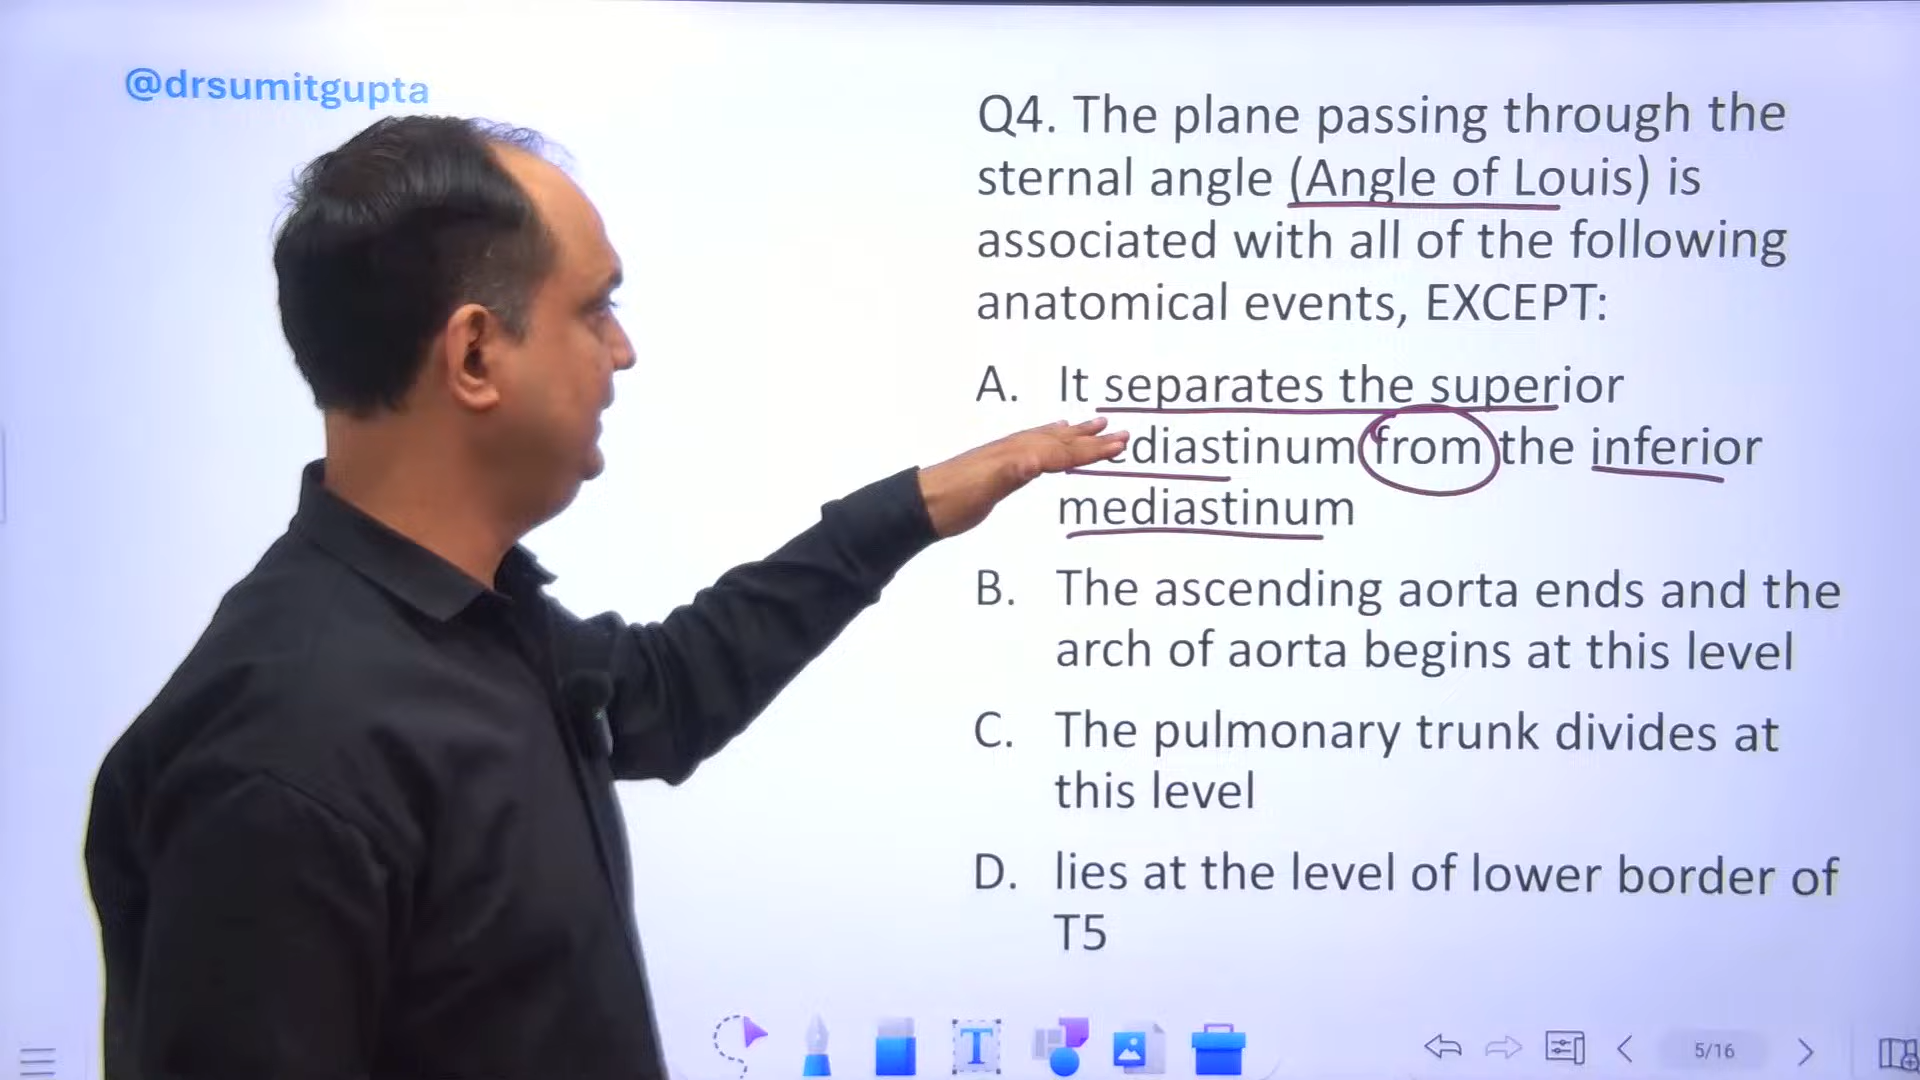 @drsumitgupta
Q4. The plane passing through the
sternal angle (Angle of Louis) is
associated with all of the following
anatomical events, EXCEPT:
A. It separates the superior
ediastinum from the inferior
mediastinum
B. The ascending aorta ends and the
arch of aorta begins at this level
C. The pulmonary trunk divides at
this level
D. lies at the level of lower border of
T5
T
5/16